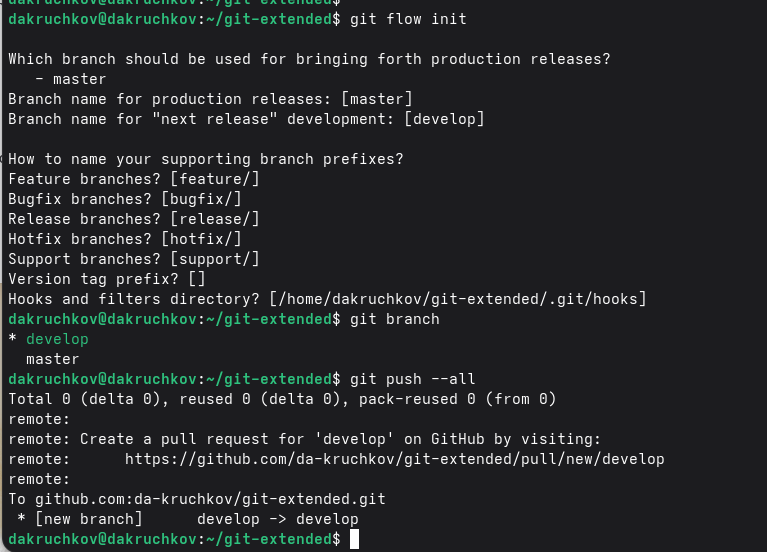 dakruchkov@dakruchkov:~/git-extended$
dakruchkov@dakruchkov:~/git-extended$ git flow init

Which branch should be used for bringing forth production releases?
   - master
Branch name for production releases: [master]
Branch name for "next release" development: [develop]

How to name your supporting branch prefixes?
Feature branches? [feature/]
Bugfix branches? [bugfix/]
Release branches? [release/]
Hotfix branches? [hotfix/]
Support branches? [support/]
Version tag prefix? []
Hooks and filters directory? [/home/dakruchkov/git-extended/.git/hooks]
dakruchkov@dakruchkov:~/git-extended$ git branch
* develop
  master
dakruchkov@dakruchkov:~/git-extended$ git push --all
Total 0 (delta 0), reused 0 (delta 0), pack-reused 0 (from 0)
remote:
remote: Create a pull request for 'develop' on GitHub by visiting:
remote:      https://github.com/da-kruchkov/git-extended/pull/new/develop
remote:
To github.com:da-kruchkov/git-extended.git
 * [new branch]      develop -> develop
dakruchkov@dakruchkov:~/git-extended$